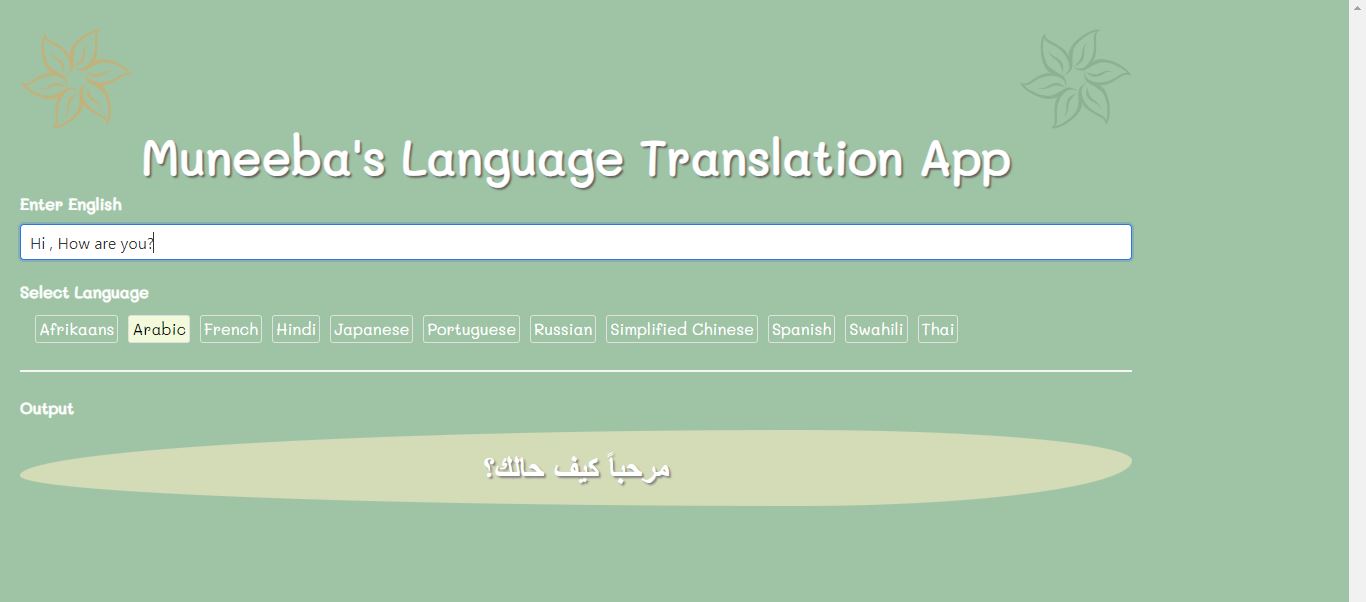 Muneeba's Language Translation App
Enter English
Hi , How are you?
Select Language
Afrikaans Arabic French Hindi Japanese Portuguese Russian Simplified Chinese Spanish Swahili Thai
Output
مرحباً كيف حالك؟